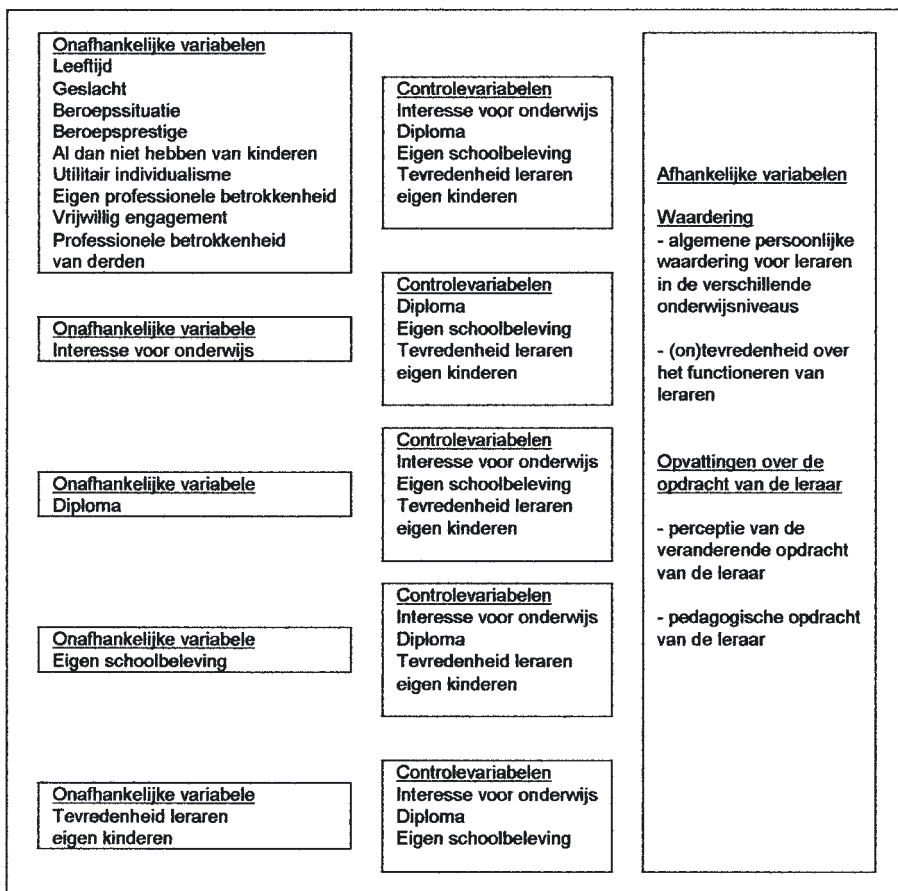 Onafhankelijke variabelen
Leeftijd
Geslacht
Beroepssituatie
Beroepsprestige
Al dan niet hebben van kinderen
Utilitair individualisme
Eigen professionele betrokkenheid
Vrijwillig engagement
Professionele betrokkenheid
van derden
Controlevariabelen
Interesse voor onderwijs
Diploma
Eigen schoolbeleving
Tevredenheid leraren
eigen kinderen
Onafhankelijke variabele
Interesse voor onderwijs
Controlevariabelen
Diploma
Eigen schoolbeleving
Tevredenheid leraren
eigen kinderen
Onafhankelijke variabele
Diploma
Controlevariabelen
Interesse voor onderwijs
Eigen schoolbeleving
Tevredenheid leraren
eigen kinderen
Onafhankelijke variabele
Eigen schoolbeleving
Controlevariabelen
Interesse voor onderwijs
Diploma
Tevredenheid leraren
eigen kinderen
Onafhankelijke variabele
Tevredenheid leraren
eigen kinderen
Controlevariabelen
Interesse voor onderwijs
Diploma
Eigen schoolbeleving
Afhankelijke variabelen
Waardering
- algemene persoonlijke
waardering voor leraren
in de verschillende
onderwijsniveaus
- (on)tevredenheid over
het functioneren van
leraren
Opvattingen over de
opdracht van de leraar
- perceptie van de
veranderende opdracht
van de leraar
- pedagogische opdracht
van de leraar